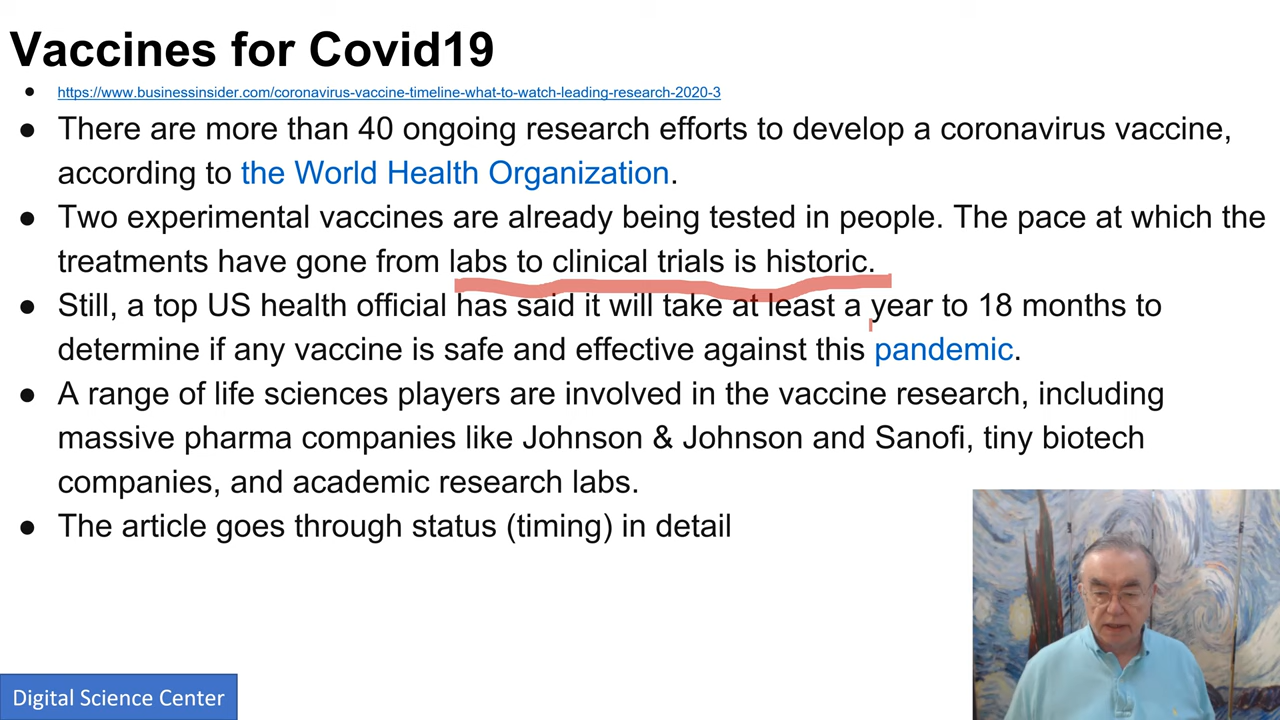 Vaccines for Covid19
● https://www.businessinsider.com/coronavirus-vaccine-timeline-what-to-watch-leading-research-2020-3
● There are more than 40 ongoing research efforts to develop a coronavirus vaccine,
according to the World Health Organization.
● Two experimental vaccines are already being tested in people. The pace at which the
treatments have gone from labs to clinical trials is historic.
● Still, a top US health official has said it will take at least a year to 18 months to
determine if any vaccine is safe and effective against this pandemic.
● A range of life sciences players are involved in the vaccine research, including
massive pharma companies like Johnson & Johnson and Sanofi, tiny biotech
companies, and academic research labs.
● The article goes through status (timing) in detail
Digital Science Center